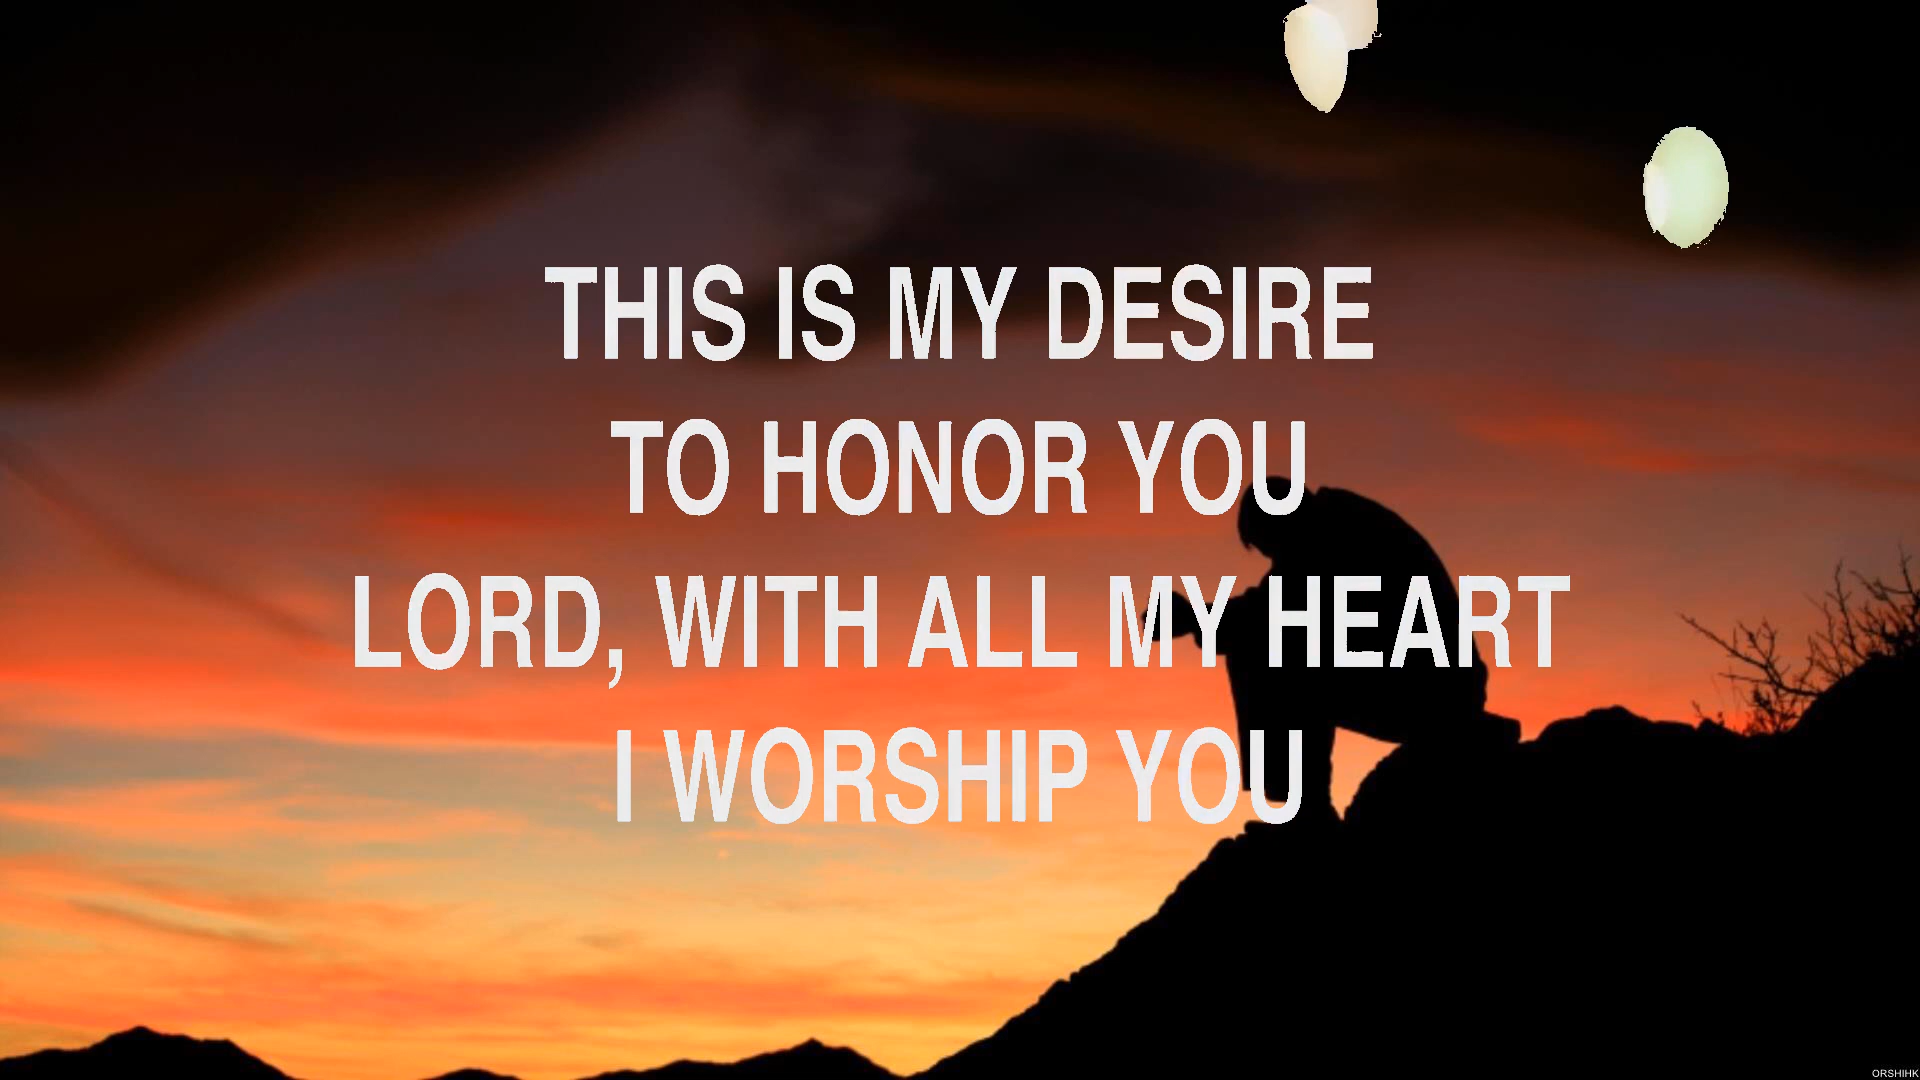 THIS IS MY DESIRE
TO HONOR YOU
LORD, WITH ALL MY HEART
I WORSHIP YOU
ORSHIHK